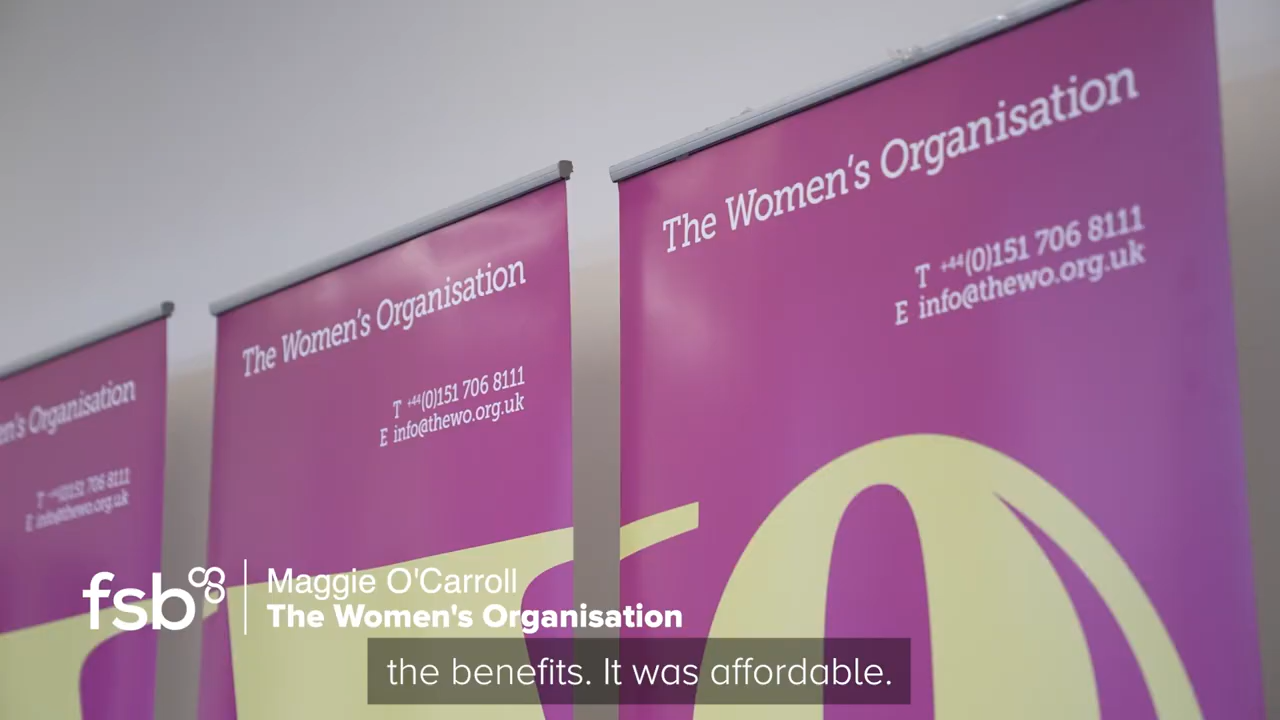 The Women's Organisation
T +44(0)151 706 8111
E info@thewo.org.uk
The Women's Organisation
T +44(0)151 706 8111
E info@thewo.org.uk
en's Organisation
T +44(0)151 706 8111
E info@thewo.org.uk
fsb
Maggie O'Carroll
The Women's Organisation
the benefits. It was affordable.